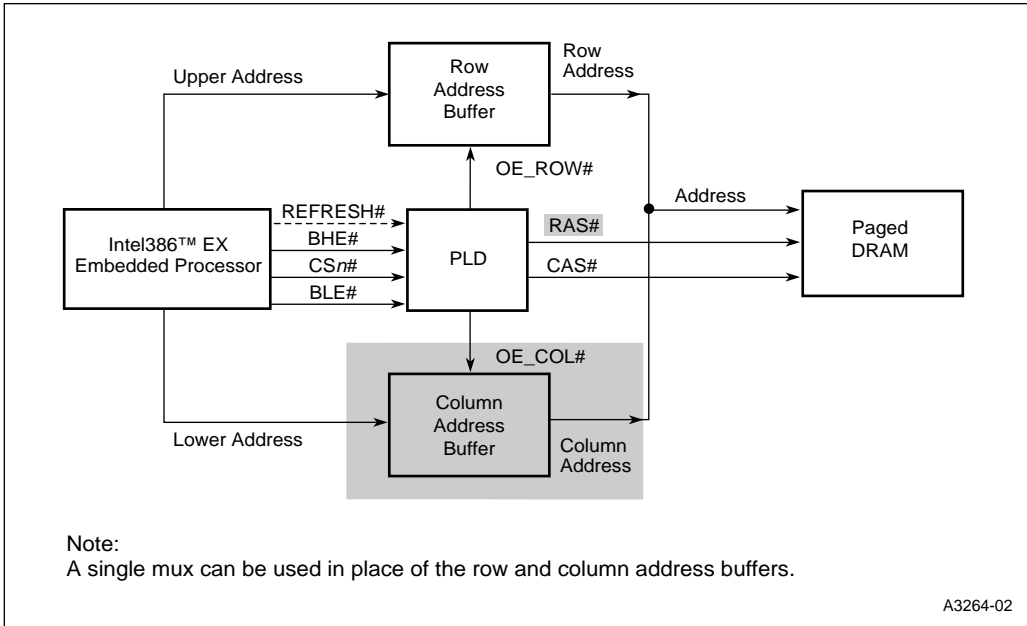 Upper Address
Row
Address
Buffer
Row
Address
OE_ROW#
Address
Intel386™ EX
Embedded Processor
REFRESH#
BHE#
CSn#
BLE#
PLD
RAS#
CAS#
Paged
DRAM
OE_COL#
Lower Address
Column
Address
Buffer
Column
Address
Note:
A single mux can be used in place of the row and column address buffers.
A3264-02